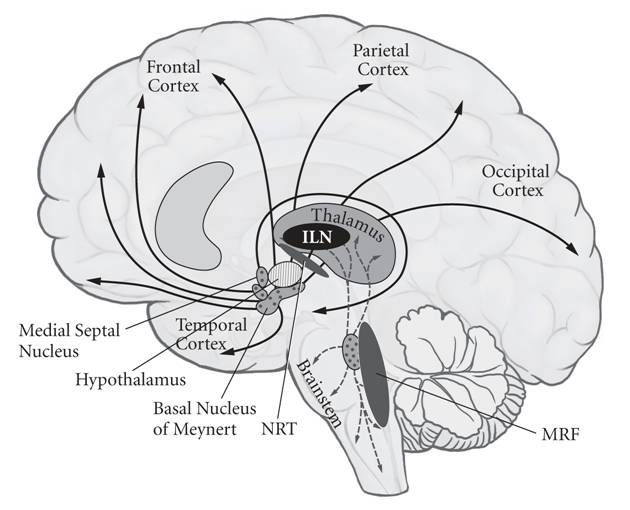 Frontal
Cortex
Parietal
Cortex
Occipital
Cortex
Thalamus
ILN
Medial Septal
Nucleus
Temporal
Cortex
Hypothalamus
Basal Nucleus
of Meynert
NRT
Brainstem
MRF